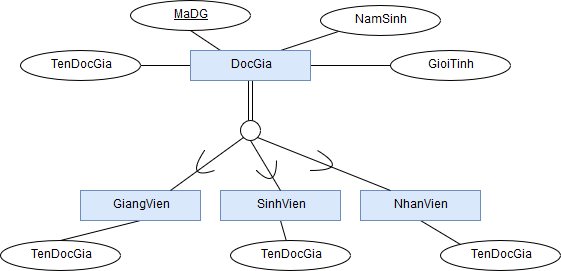 MaDG
NamSinh
TenDocGia
DocGia
GioiTinh
GiangVien
SinhVien
NhanVien
TenDocGia
TenDocGia
TenDocGia